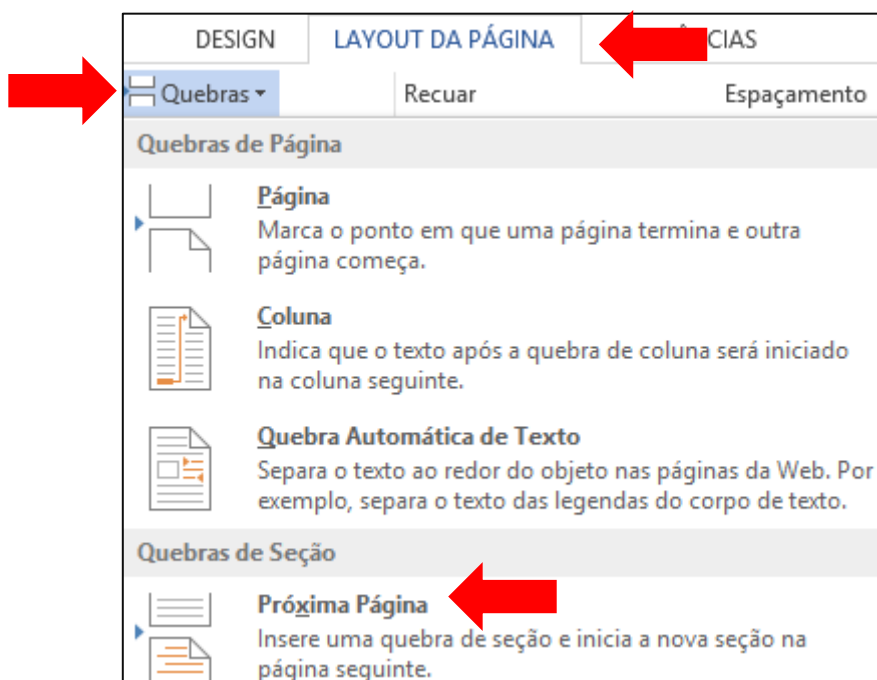 DESIGN LAYOUT DA PÁGINA CIAS
Quebras Recuar Espaçamento
Quebras de Página
Página
Marca o ponto em que uma página termina e outra
página começa.
Coluna
Indica que o texto após a quebra de coluna será iniciado
na coluna seguinte.
Quebra Automática de Texto
Separa o texto ao redor do objeto nas páginas da Web. Por
exemplo, separa o texto das legendas do corpo de texto.
Quebras de Seção
Próxima Página
Insere uma quebra de seção e inicia a nova seção na
página seguinte.